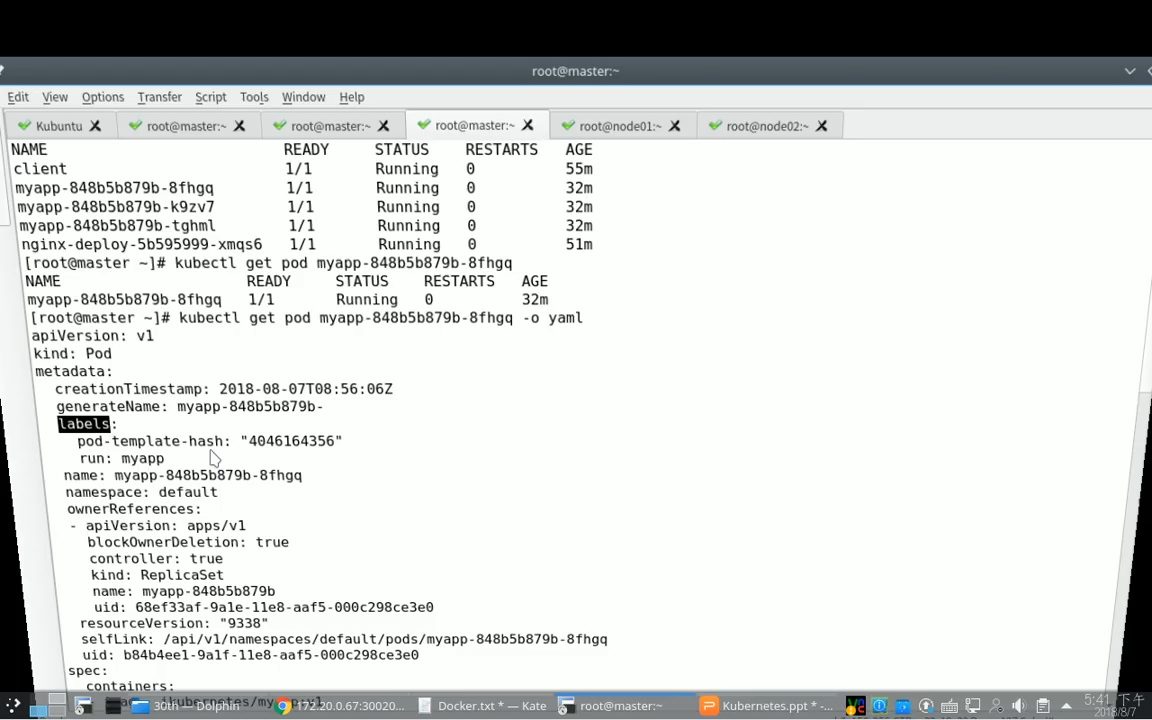 root@master:~
Edit View Options Transfer Script Tools Window Help
Kubuntu root@master:~ root@master:~ root@master:~ root@node01:~ root@node02:~
NAME READY STATUS RESTARTS AGE
client 1/1 Running 0 55m
myapp-848b5b879b-8fhgq 1/1 Running 0 32m
myapp-848b5b879b-k9zv7 1/1 Running 0 32m
myapp-848b5b879b-tghml 1/1 Running 0 32m
nginx-deploy-5b595999-xmqs6 1/1 Running 0 51m
[root@master ~]# kubectl get pod myapp-848b5b879b-8fhgq
NAME READY STATUS RESTARTS AGE
myapp-848b5b879b-8fhgq 1/1 Running 0 32m
[root@master ~]# kubectl get pod myapp-848b5b879b-8fhgq -o yaml
apiVersion: v1
kind: Pod
metadata:
creationTimestamp: 2018-08-07T08:56:06Z
generateName: myapp-848b5b879b-
labels:
pod-template-hash: "4046164356"
run: myapp
name: myapp-848b5b879b-8fhgq
namespace: default
ownerReferences:
- apiVersion: apps/v1
blockOwnerDeletion: true
controller: true
kind: ReplicaSet
name: myapp-848b5b879b
uid: 68ef33af-9a1e-11e8-aaf5-000c298ce3e0
resourceVersion: "9338"
selfLink: /api/v1/namespaces/default/pods/myapp-848b5b879b-8fhgq
uid: b84b4ee1-9a1f-11e8-aaf5-000c298ce3e0
spec:
containers:
30th — Dolphin 172.20.0.67:30020... Docker.txt * — Kate root@master:~ Kubernetes.ppt * -... 5:41 下午
2018/8/7